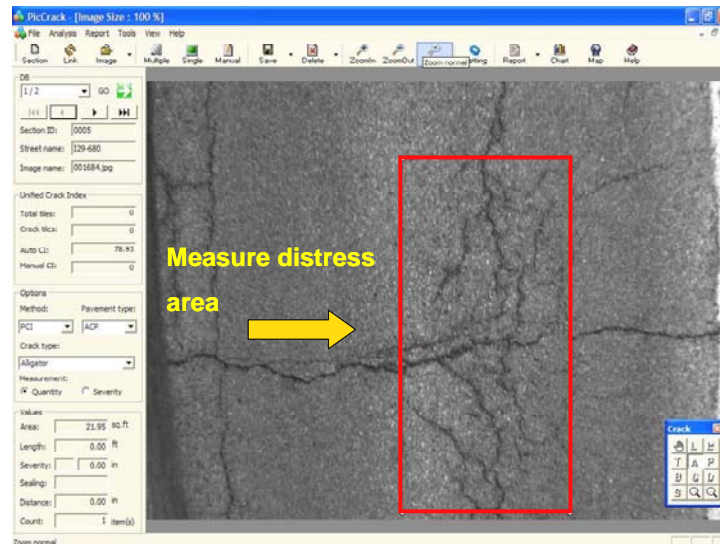 PicCrack - [Image Size : 100 %]
File Analysis Report Tools View Help
Section Link Image Multiple Single Manual Save Delete ZoomIn ZoomOut Zoom normal Report Chart Map Help
DB
1 / 2 GO
Section ID: 0005
Street name: I29-680
Image name: 001684.jpg
Unified Crack Index
Total tiles: 0
Crack tiles: 0
Auto CI: 78.93
Manual CI: 0
Options
Method: Pavement type:
PCI ACP
Crack type:
Alligator
Measurement:
Quantity Severity
Values
Area: 21.95 sq.ft
Length: 0.00 ft
Severity: 0.00 in
Sealing:
Distance: 0.00 in
Count: 1 item(s)
Zoom normal
Measure distress
area
Crack
L
T A P
S